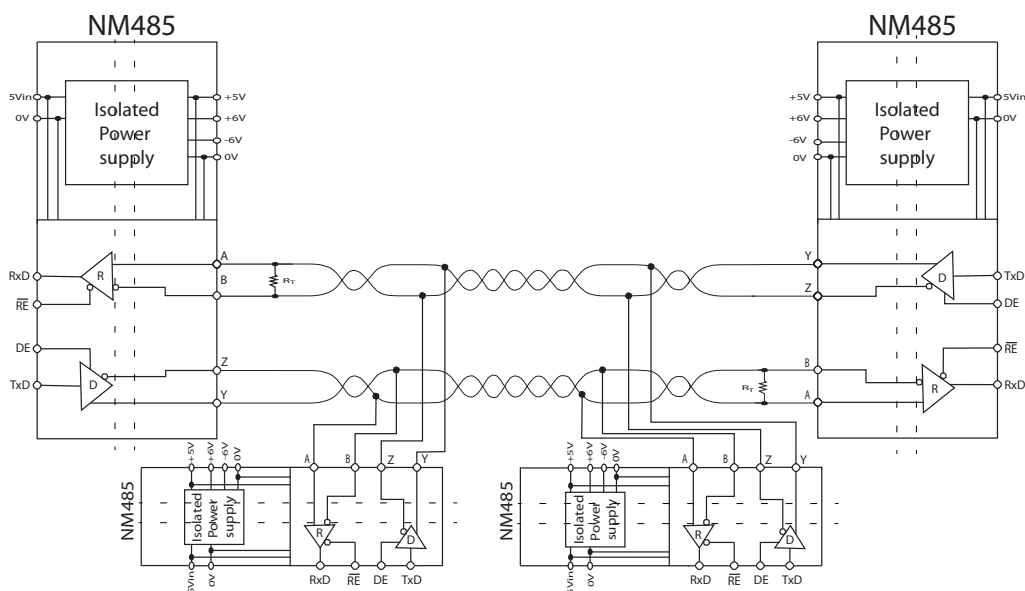 NM485
NM485
5Vin
0V
Isolated
Power
supply
+5V
+6V
-6V
0V
+5V
+6V
-6V
0V
Isolated
Power
supply
5Vin
0V
RxD
R
A
B
RT
RE
DE
TxD
D
Z
Y
Y
Z
D
TxD
DE
RE
RxD
R
B
A
RT
NM485
+5V
+6V
-6V
0V
Isolated
Power
supply
5Vin
0V
A
B
Z
Y
R
D
RxD
RE
DE
TxD
NM485
+5V
+6V
-6V
0V
Isolated
Power
supply
5Vin
0V
A
B
Z
Y
R
D
RxD
RE
DE
TxD